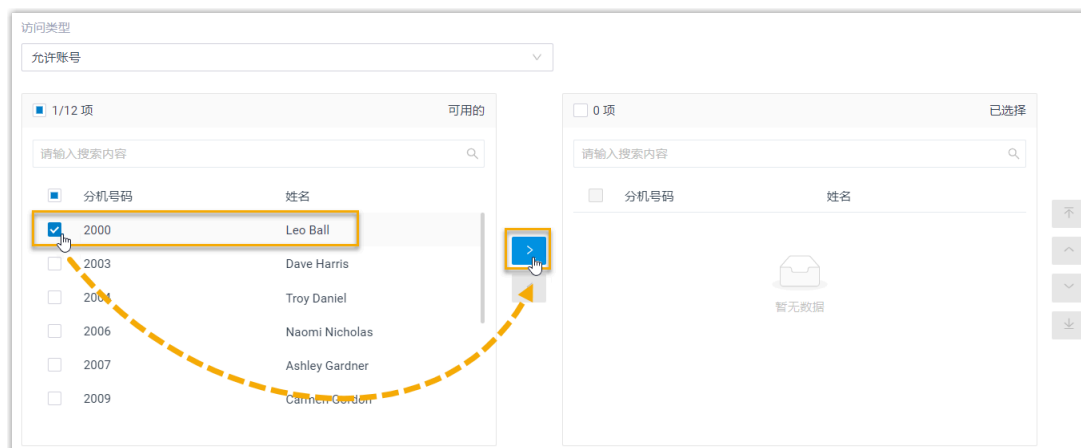 访问类型
允许账号
1/12 项 可用的
请输入搜索内容
分机号码 姓名
2000 Leo Ball
2003 Dave Harris
2004 Troy Daniel
2006 Naomi Nicholas
2007 Ashley Gardner
2009 Carmen Gordon
0 项 已选择
请输入搜索内容
分机号码 姓名
暂无数据